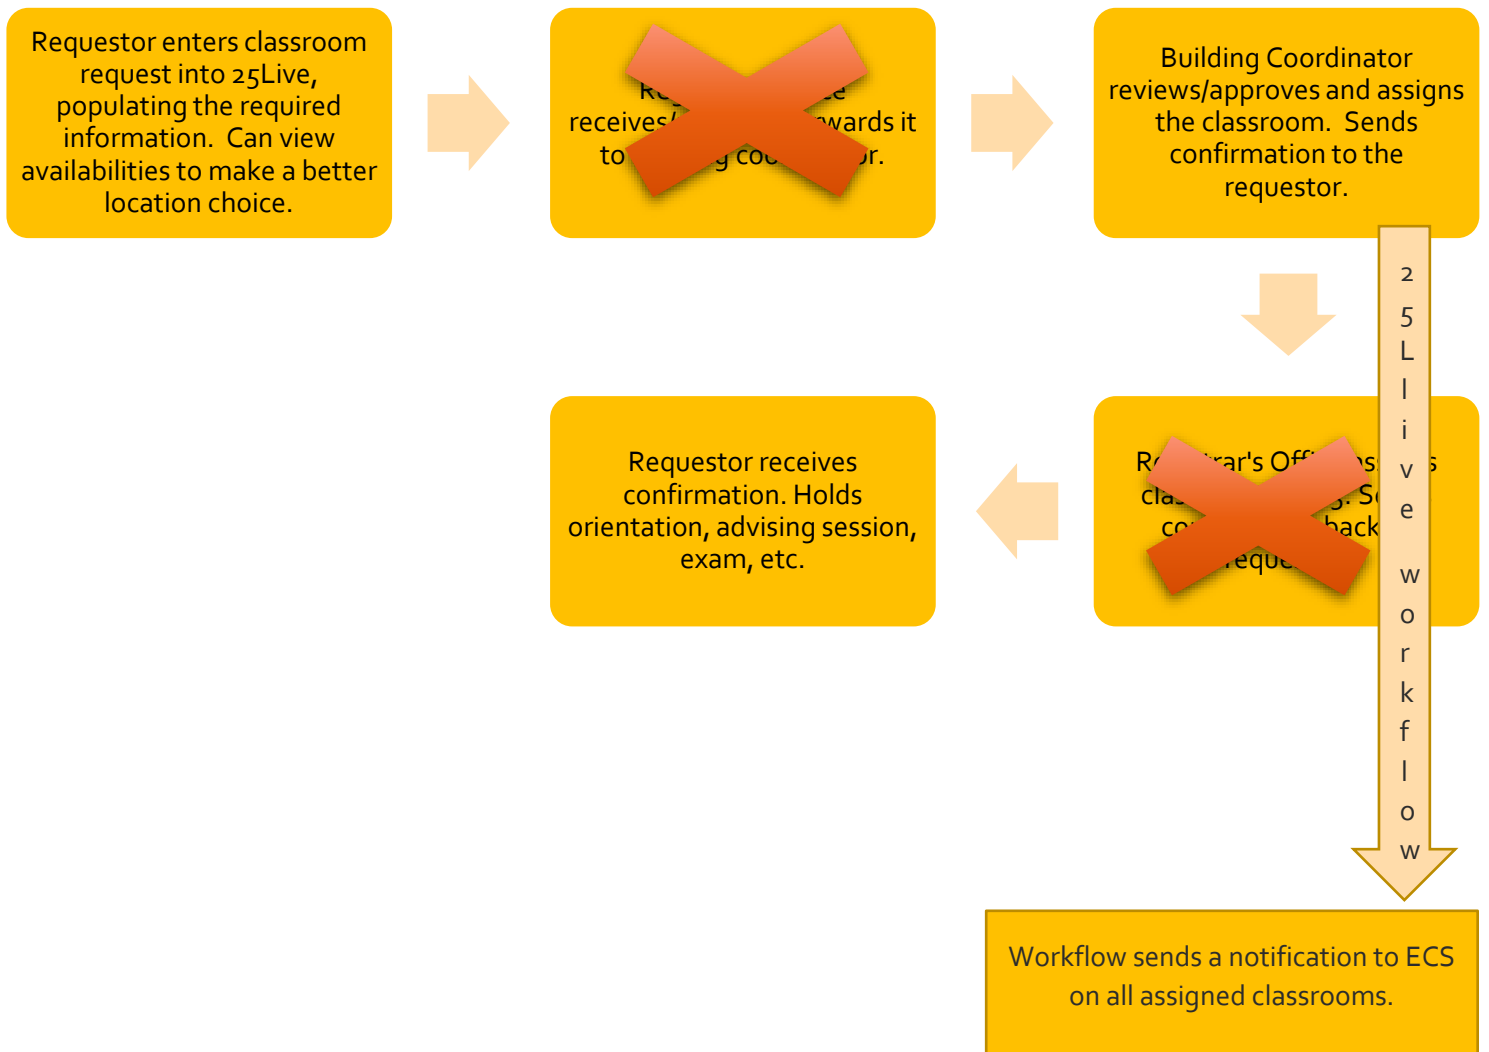 Requestor enters classroom
request into 25Live,
populating the required
information.  Can view
availabilities to make a better
location choice.
receives/ wards it
to
Building Coordinator
reviews/approves and assigns
the classroom.  Sends
confirmation to the
requestor.
25Llive workflow
Requestor receives
confirmation. Holds
orientation, advising session,
exam, etc.
back
Workflow sends a notification to ECS
on all assigned classrooms.